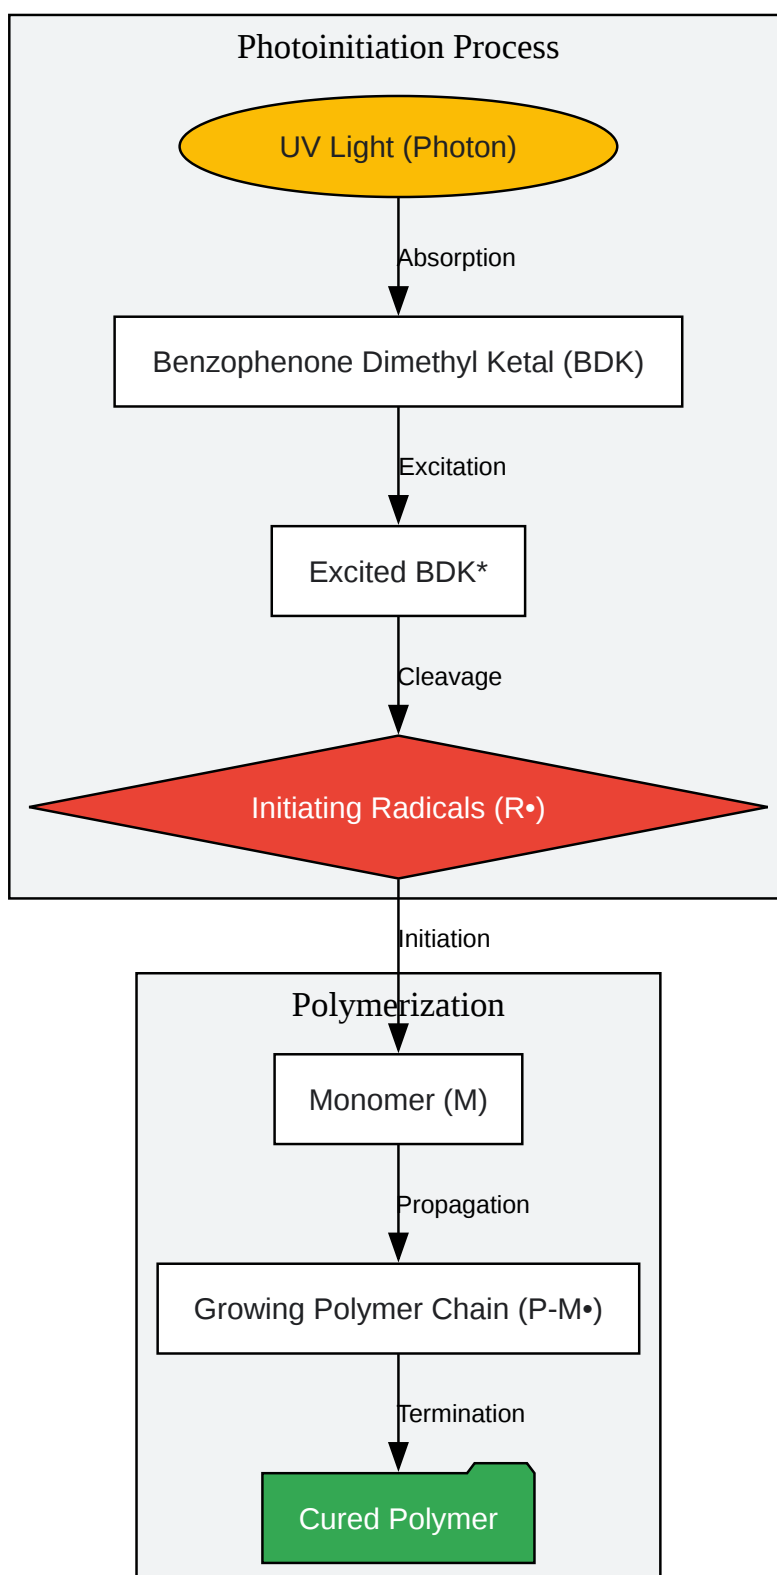 Photoinitiation Process
UV Light (Photon)
Absorption
Benzophenone Dimethyl Ketal (BDK)
Excitation
Excited BDK*
Cleavage
Initiating Radicals (R•)
Initiation
Polymerization
Monomer (M)
Propagation
Growing Polymer Chain (P-M•)
Termination
Cured Polymer